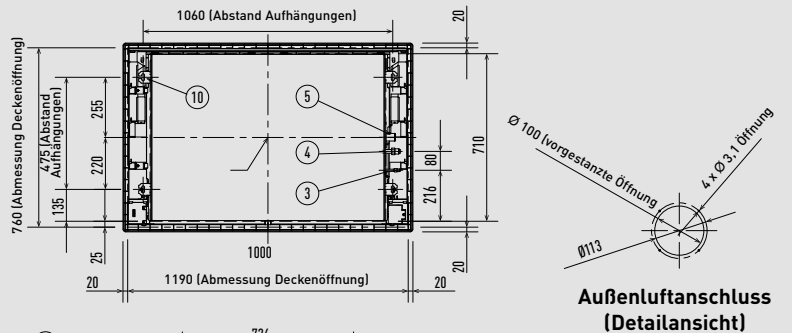 1060 (Abstand Aufhängungen)
20
760 (Abmessung Deckenöffnung)
475 (Abstand
Aufhängungen)
255
220
135
25
10
5
4
3
80
216
710
20
1000
20
1190 (Abmessung Deckenöffnung)
20
Ø 100 (vorgestanzte Öffnung
4 x Ø 3,1 Öffnung
Ø113
Außenluftanschluss
(Detailansicht)